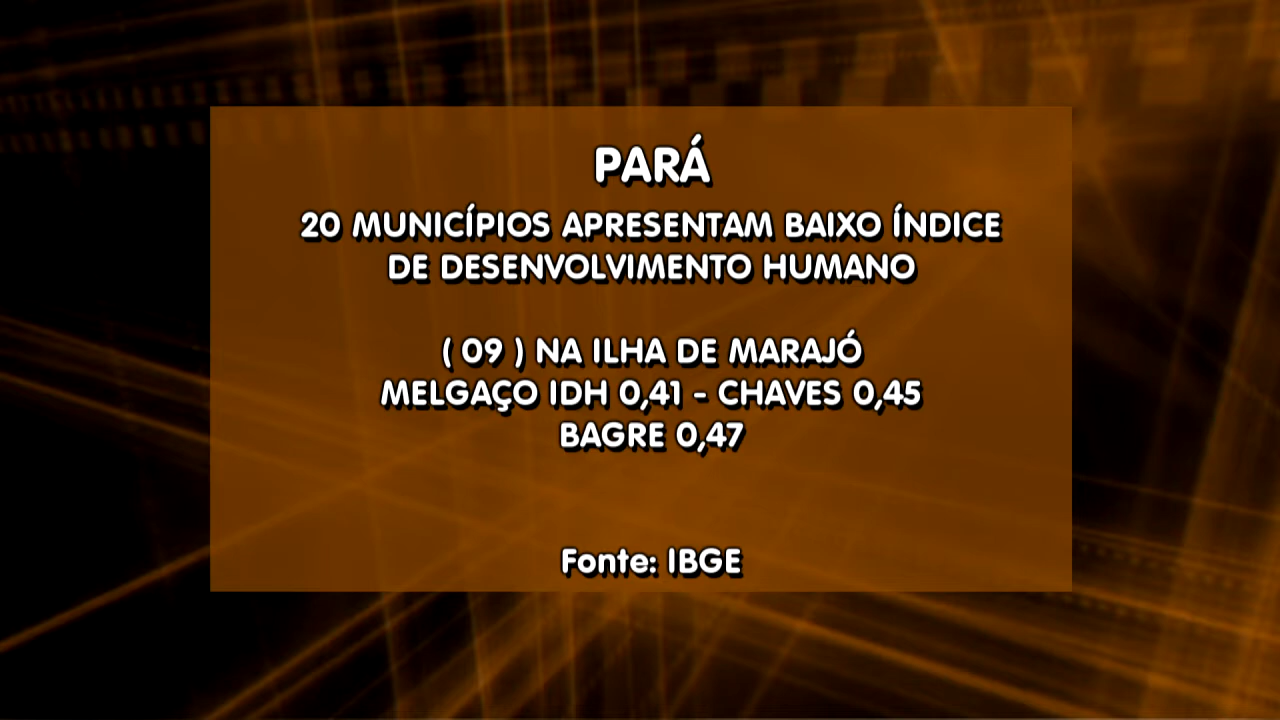 PARÁ
20 MUNICÍPIOS APRESENTAM BAIXO ÍNDICE
DE DESENVOLVIMENTO HUMANO
( 09 ) NA ILHA DE MARAJÓ
MELGAÇO IDH 0,41 - CHAVES 0,45
BAGRE 0,47
Fonte: IBGE